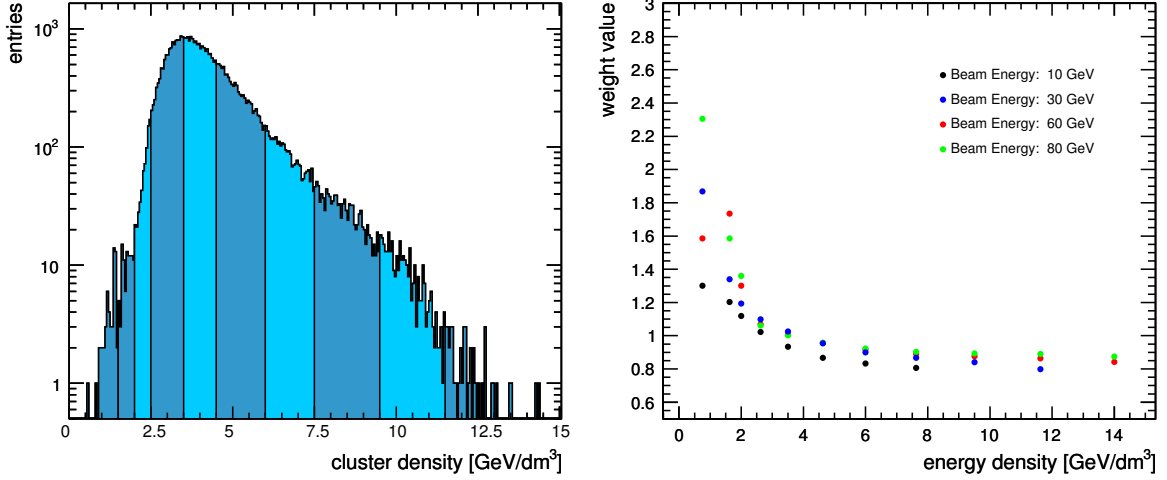 entries
10³
10²
10
1
0 2.5 5 7.5 10 12.5 15
cluster density [GeV/dm³]
weight value
3
2.8
2.6
2.4
2.2
2
1.8
1.6
1.4
1.2
1
0.8
0.6
Beam Energy: 10 GeV
Beam Energy: 30 GeV
Beam Energy: 60 GeV
Beam Energy: 80 GeV
0 2 4 6 8 10 12 14
energy density [GeV/dm³]